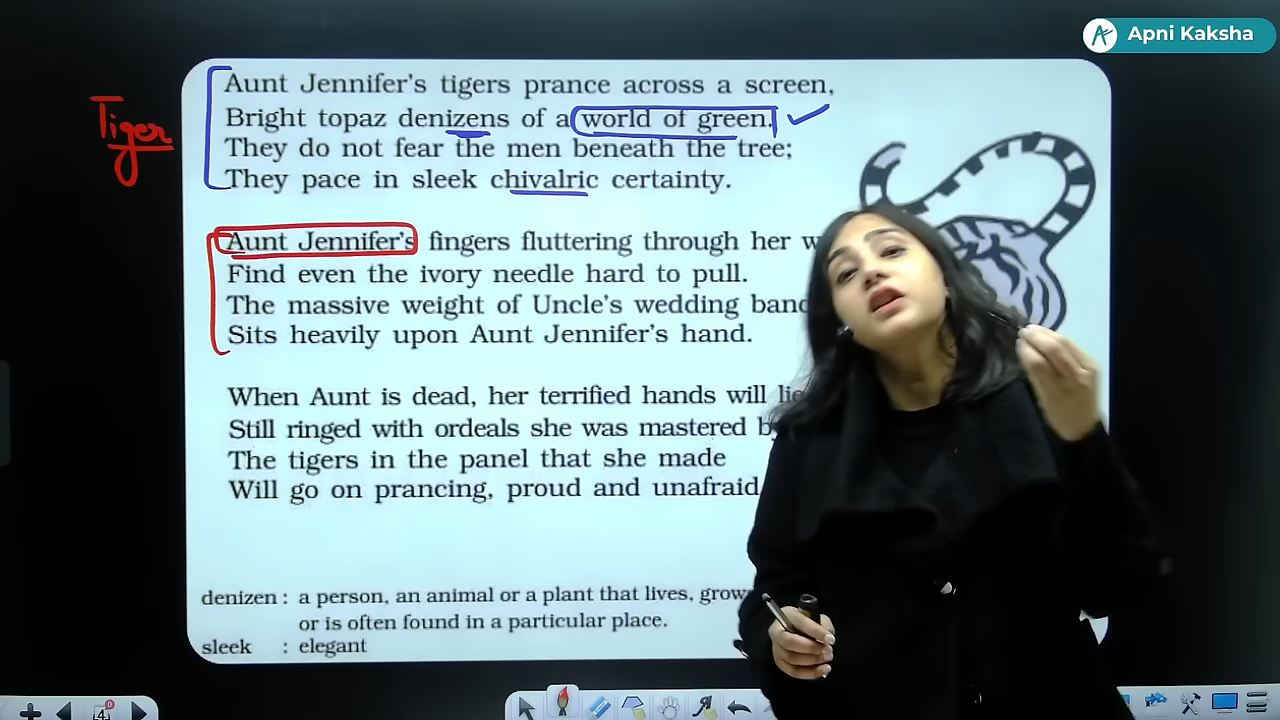 Apni Kaksha
Tiger
Aunt Jennifer's tigers prance across a screen,
Bright topaz denizens of a world of green.
They do not fear the men beneath the tree;
They pace in sleek chivalric certainty.
Aunt Jennifer's fingers fluttering through her
Find even the ivory needle hard to pull.
The massive weight of Uncle's wedding band
Sits heavily upon Aunt Jennifer's hand.
When Aunt is dead, her terrified hands will lie
Still ringed with ordeals she was mastered
The tigers in the panel that she made
Will go on prancing, proud and unafraid
denizen : a person, an animal or a plant that lives, grow
or is often found in a particular place.
sleek : elegant
4